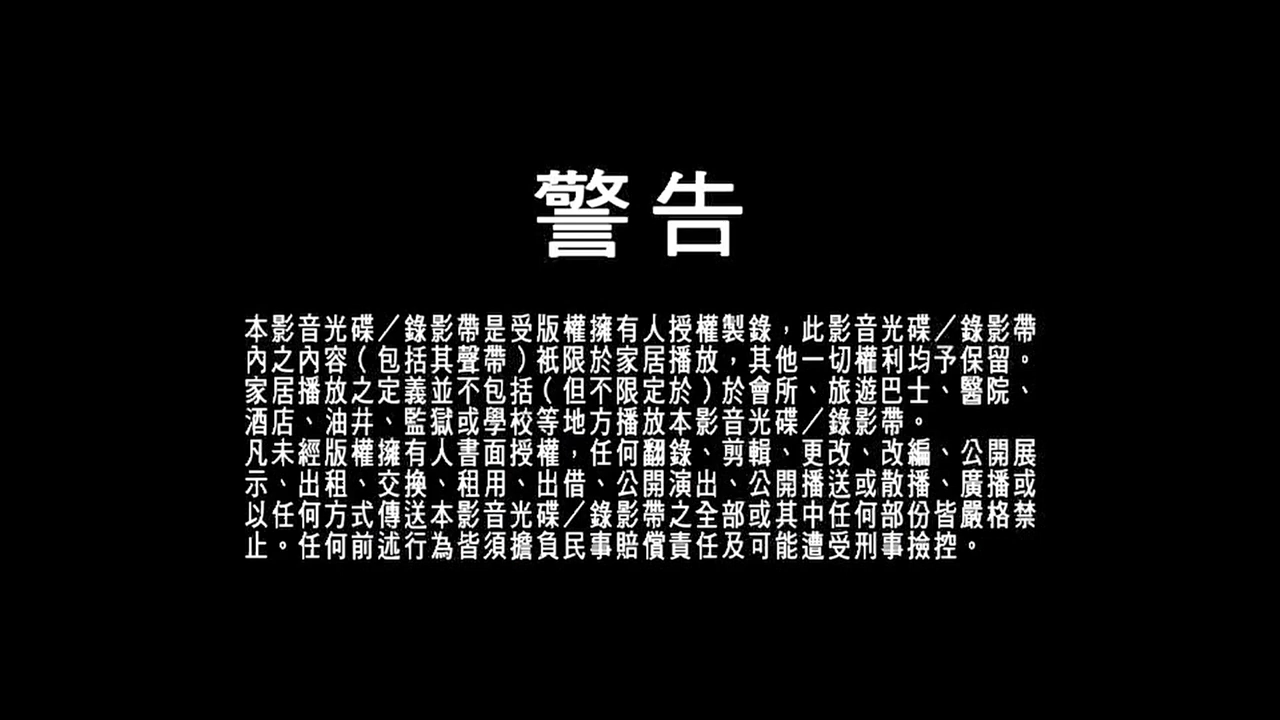 警告
本影音光碟／錄影帶是受版權擁有人授權製錄，此影音光碟／錄影帶
內之內容（包括其聲帶）衹限於家居播放，其他一切權利均予保留。
家居播放之定義並不包括（但不限定於）於會所、旅遊巴士、醫院、
酒店、油井、監獄或學校等地方播放本影音光碟／錄影帶。
凡未經版權擁有人書面授權，任何翻錄、剪輯、更改、改編、公開展
示、出租、交換、租用、出借、公開演出、公開播送或散播、廣播或
以任何方式傳送本影音光碟／錄影帶之全部或其中任何部份皆嚴格禁
止。任何前述行為皆須擔負民事賠償責任及可能遭受刑事撿控。